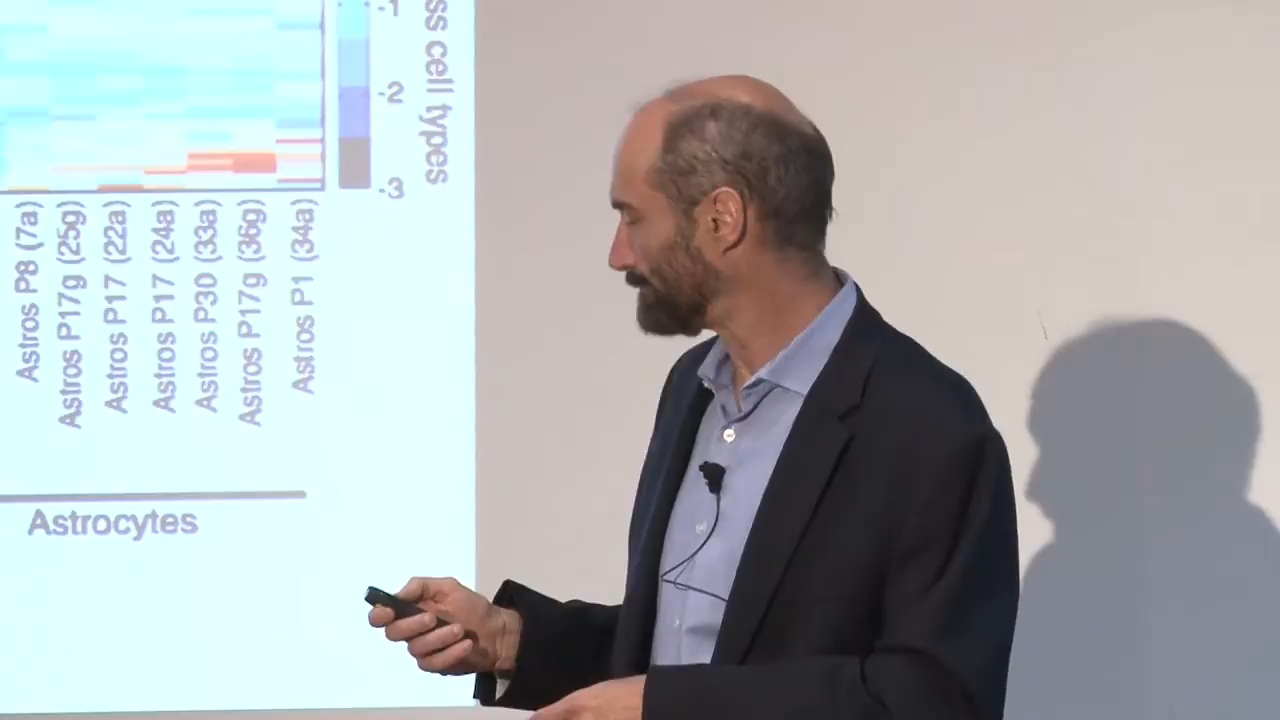 -1
-2
-3
ss cell types
Astros P8 (7a)
Astros P17g (25g)
Astros P17 (22a)
Astros P17 (24a)
Astros P30 (33a)
Astros P17g (36g)
Astros P1 (34a)
Astrocytes